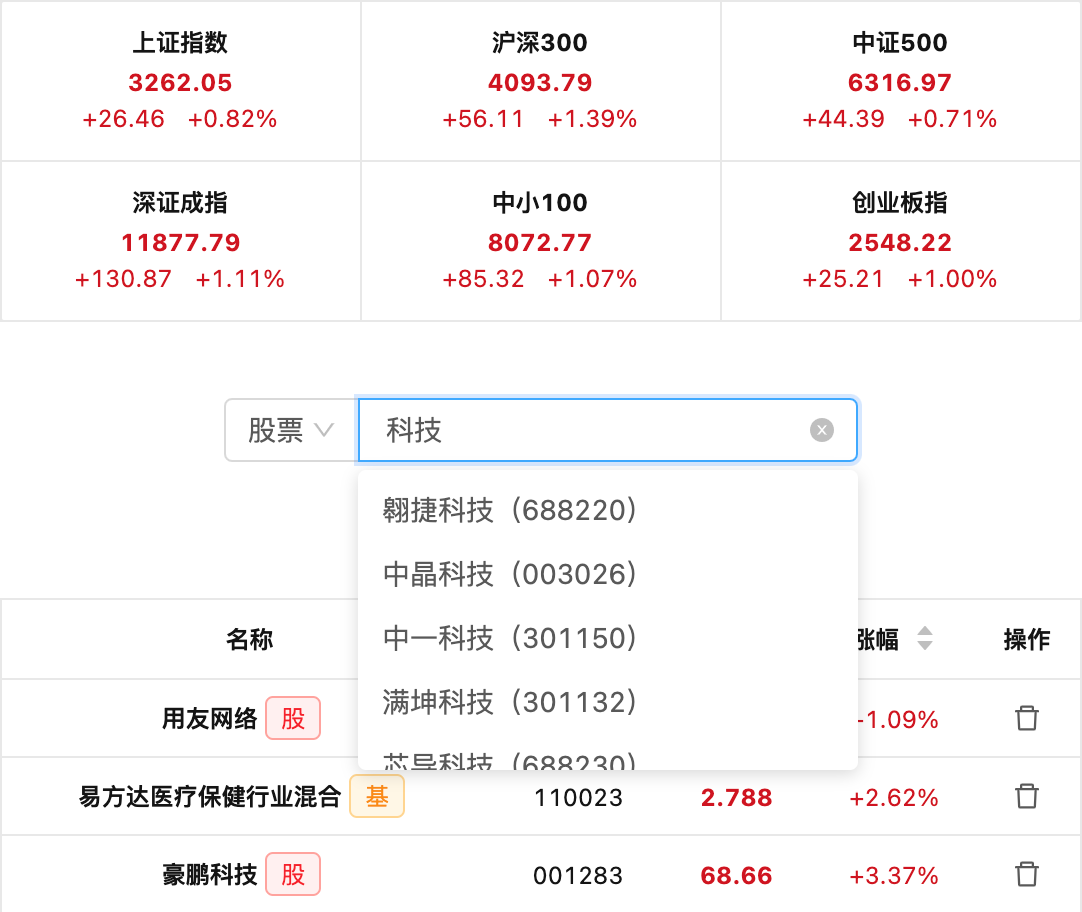 上证指数 沪深300 中证500
3262.05 4093.79 6316.97
+26.46 +0.82% +56.11 +1.39% +44.39 +0.71%
深证成指 中小100 创业板指
11877.79 8072.77 2548.22
+130.87 +1.11% +85.32 +1.07% +25.21 +1.00%
股票 科技
翱捷科技（688220）
中晶科技（003026）
中一科技（301150）
满坤科技（301132）
芯导科技（688230）
名称 涨幅 操作
用友网络 股 1.09%
易方达医疗保健行业混合 基 110023 2.788 +2.62%
豪鹏科技 股 001283 68.66 +3.37%